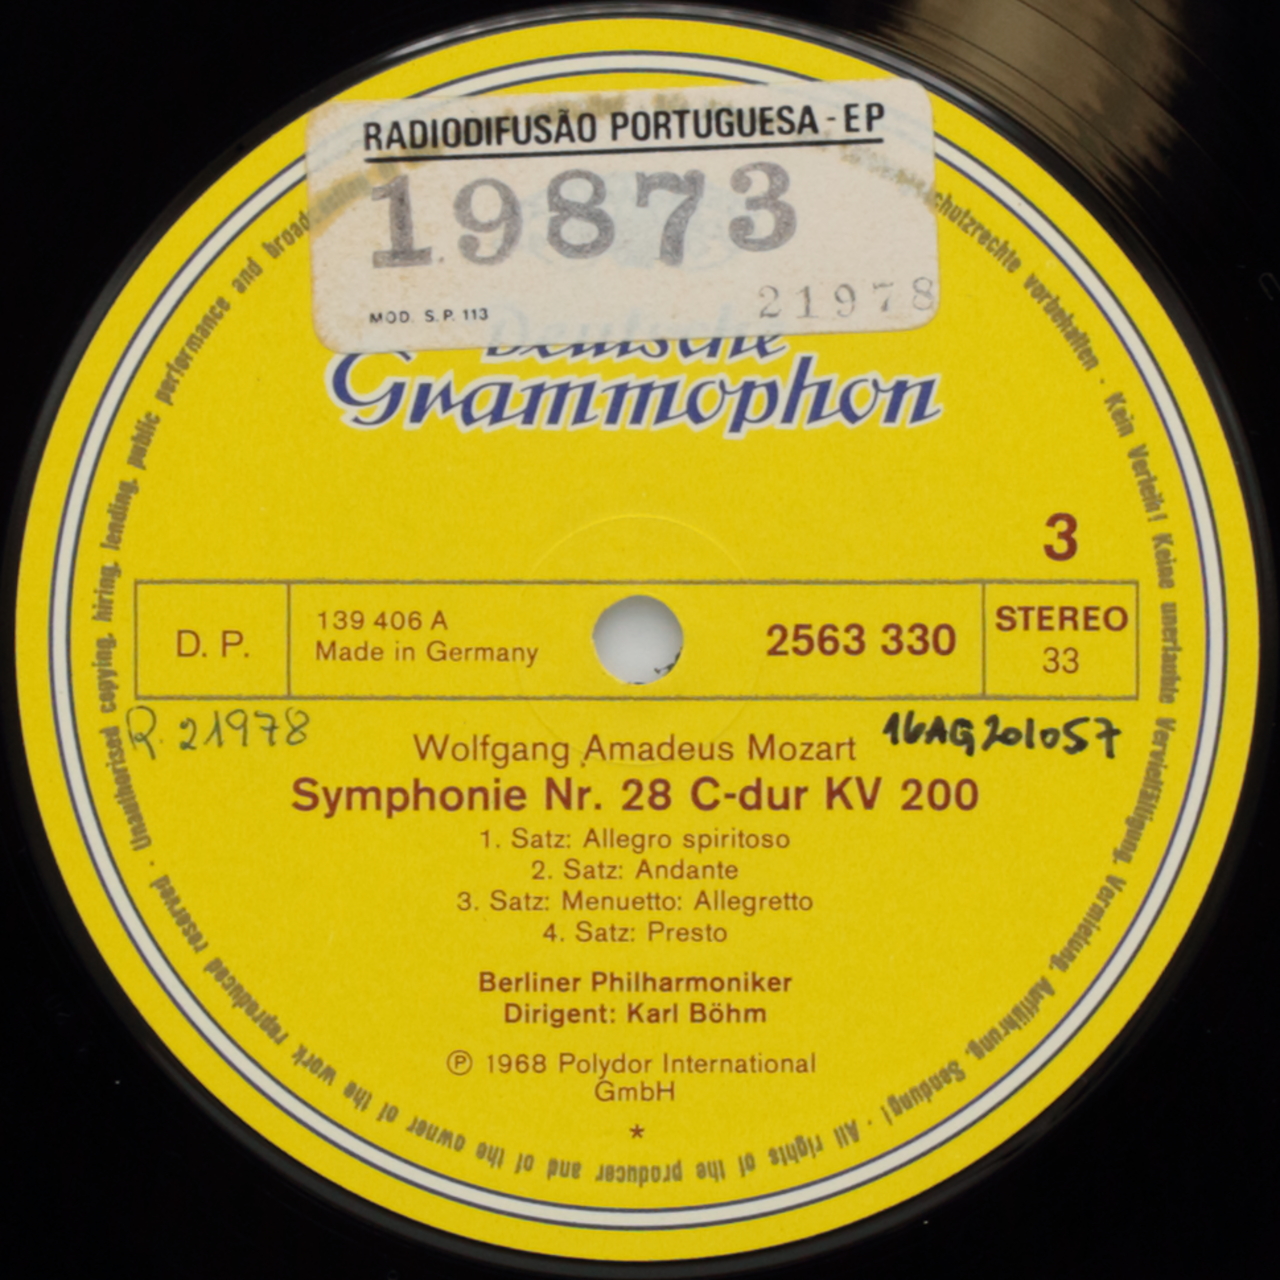 RADIODIFUSÃO PORTUGUESA - EP
19873
MOD. S.P. 113
21978
Deutsche
Grammophon
3
D. P.
139 406 A
Made in Germany
2563 330
STEREO
33
R. 21978
16AG201057
Wolfgang Amadeus Mozart
Symphonie Nr. 28 C-dur KV 200
1. Satz: Allegro spiritoso
2. Satz: Andante
3. Satz: Menuetto: Allegretto
4. Satz: Presto
Berliner Philharmoniker
Dirigent: Karl Böhm
Ⓟ 1968 Polydor International
GmbH
*
schutzrechte vorbehalten · Kein Verleih! Keine unerlaubte Vervielfältigung, Vermietung, Aufführung, Sendung! · All rights of the producer and of the owner of the work reproduced reserved · Unauthorised copying, hiring, lending, public performance and broad